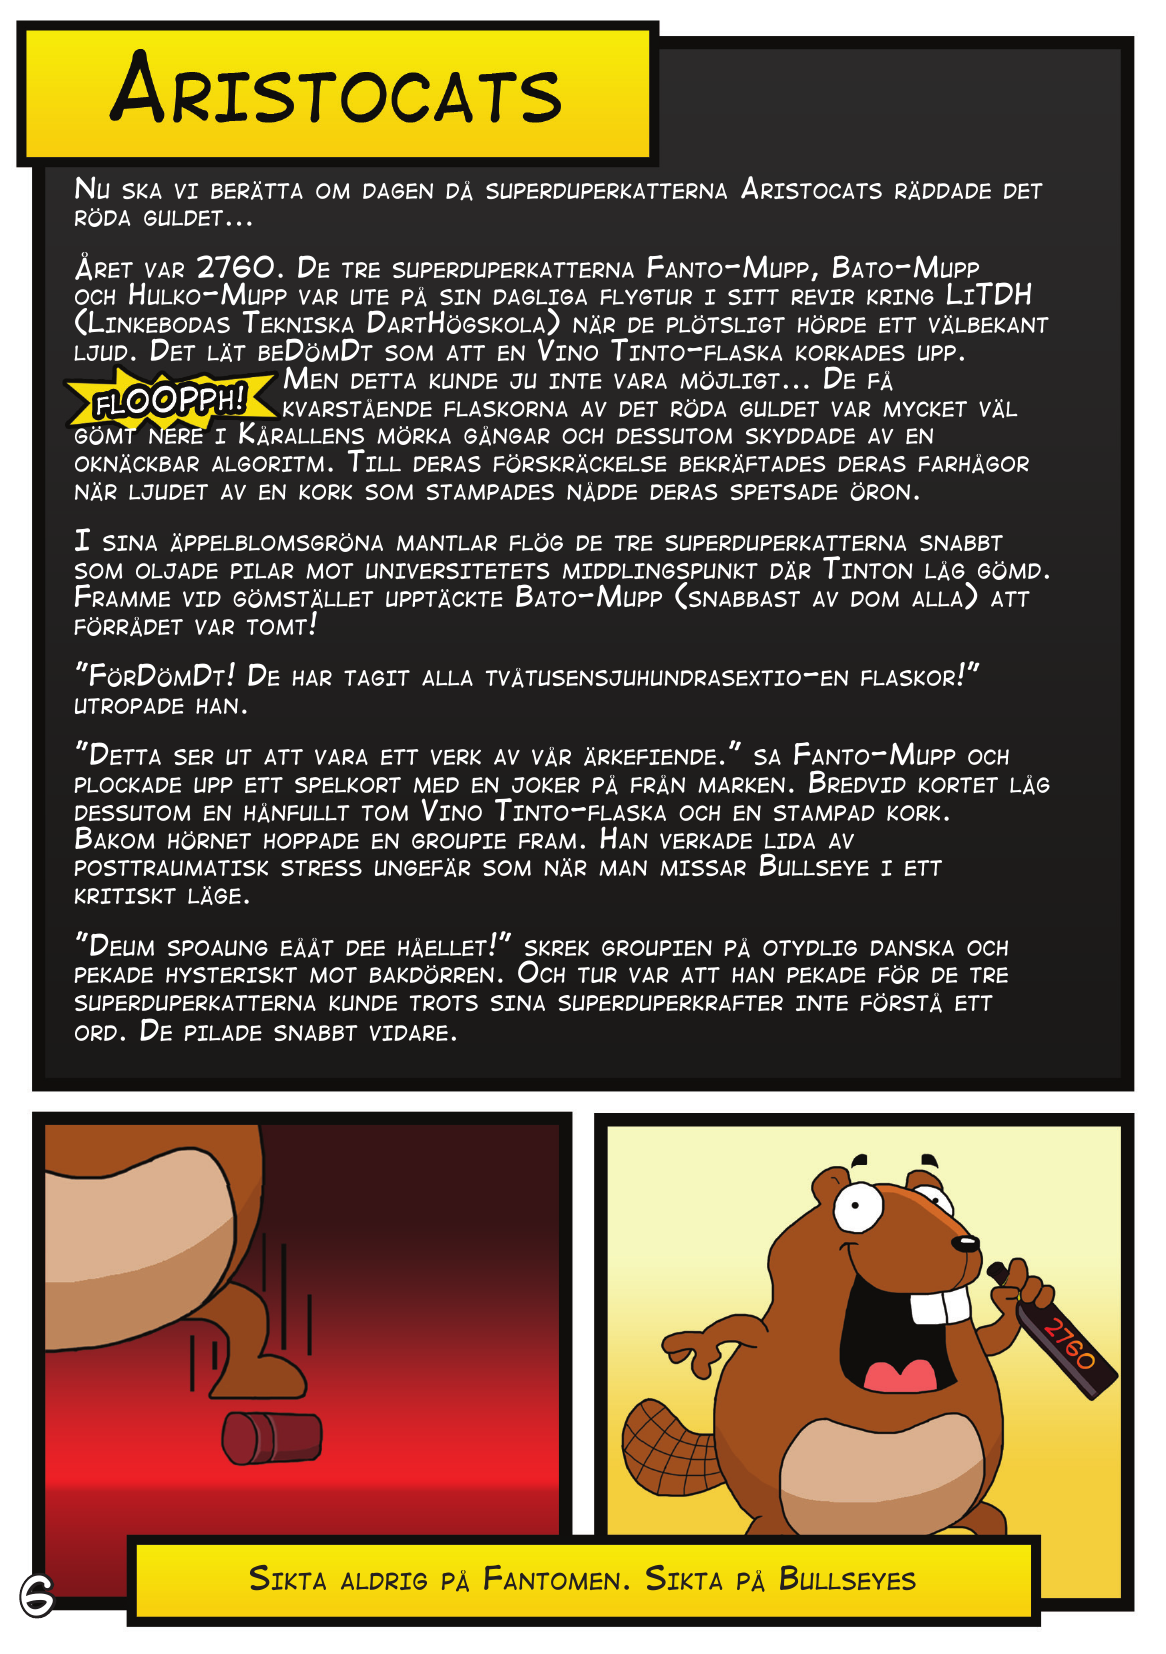 Aristocats
Nu ska vi berätta om dagen då superduperkatterna Aristocats räddade det
röda guldet...
Året var 2760. De tre superduperkatterna Fanto-Mupp, Bato-Mupp
och Hulko-Mupp var ute på sin dagliga flygtur i sitt revir kring LiTDH
(Linkebodas Tekniska DartHögskola) när de plötsligt hörde ett välbekant
ljud. Det lät beDömDt som att en Vino Tinto-flaska korkades upp.
FLOOPPH!
Men detta kunde ju inte vara möjligt... De få
kvarstående flaskorna av det röda guldet var mycket väl
gömt nere i Kårallens mörka gångar och dessutom skyddade av en
oknäckbar algoritm. Till deras förskräckelse bekräftades deras farhågor
när ljudet av en kork som stampades nådde deras spetsade öron.
I sina äppelblomsgröna mantlar flög de tre superduperkatterna snabbt
som oljade pilar mot universitetets middlingspunkt där Tinton låg gömd.
Framme vid gömstället upptäckte Bato-Mupp (snabbast av dom alla) att
förrådet var tomt!
"FörDömDt! De har tagit alla tvåtusensjuhundrasextio-en flaskor!"
utropade han.
"Detta ser ut att vara ett verk av vår ärkefiende." sa Fanto-Mupp och
plockade upp ett spelkort med en joker på från marken. Bredvid kortet låg
dessutom en hånfullt tom Vino Tinto-flaska och en stampad kork.
Bakom hörnet hoppade en groupie fram. Han verkade lida av
posttraumatisk stress ungefär som när man missar Bullseye i ett
kritiskt läge.
"Deum spoaung eååt dee håellet!" skrek groupien på otydlig danska och
pekade hysteriskt mot bakdörren. Och tur var att han pekade för de tre
superduperkatterna kunde trots sina superduperkrafter inte förstå ett
ord. De pilade snabbt vidare.
2760
Sikta aldrig på Fantomen. Sikta på Bullseyes
6